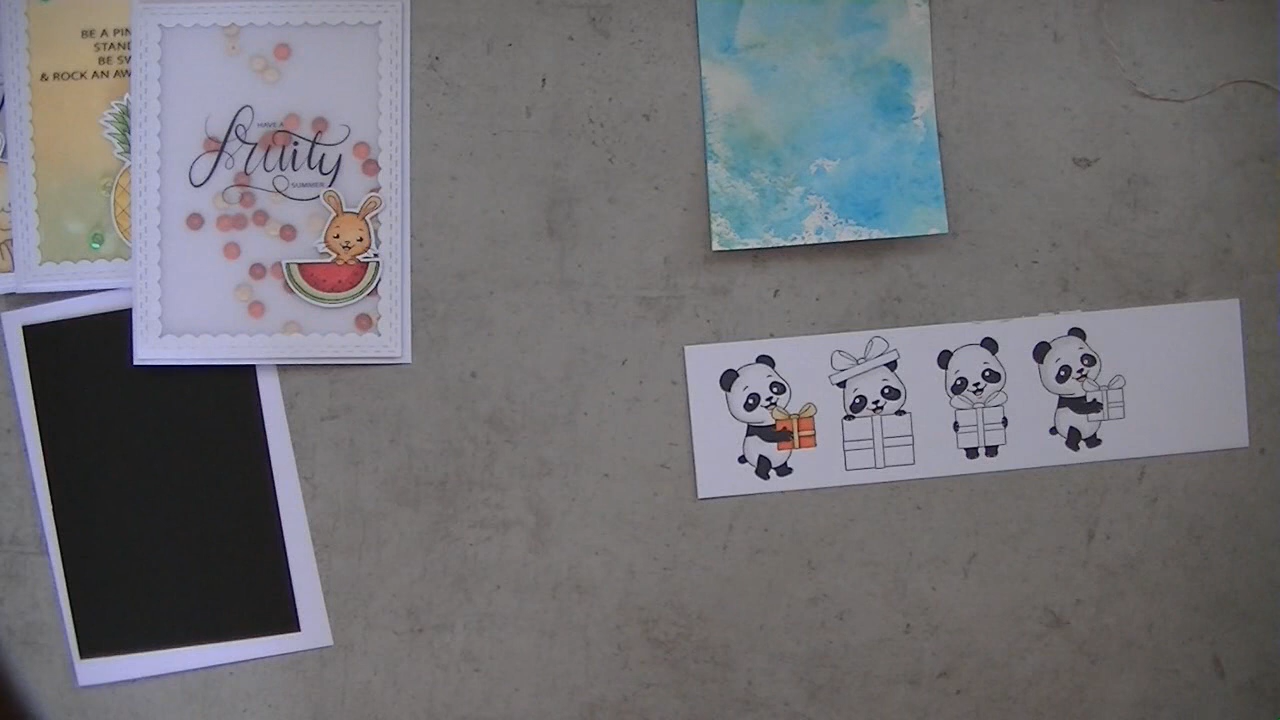 BE A PIN
STAND
BE SW
& ROCK AN AW
HAVE A
fruity
SUMMER